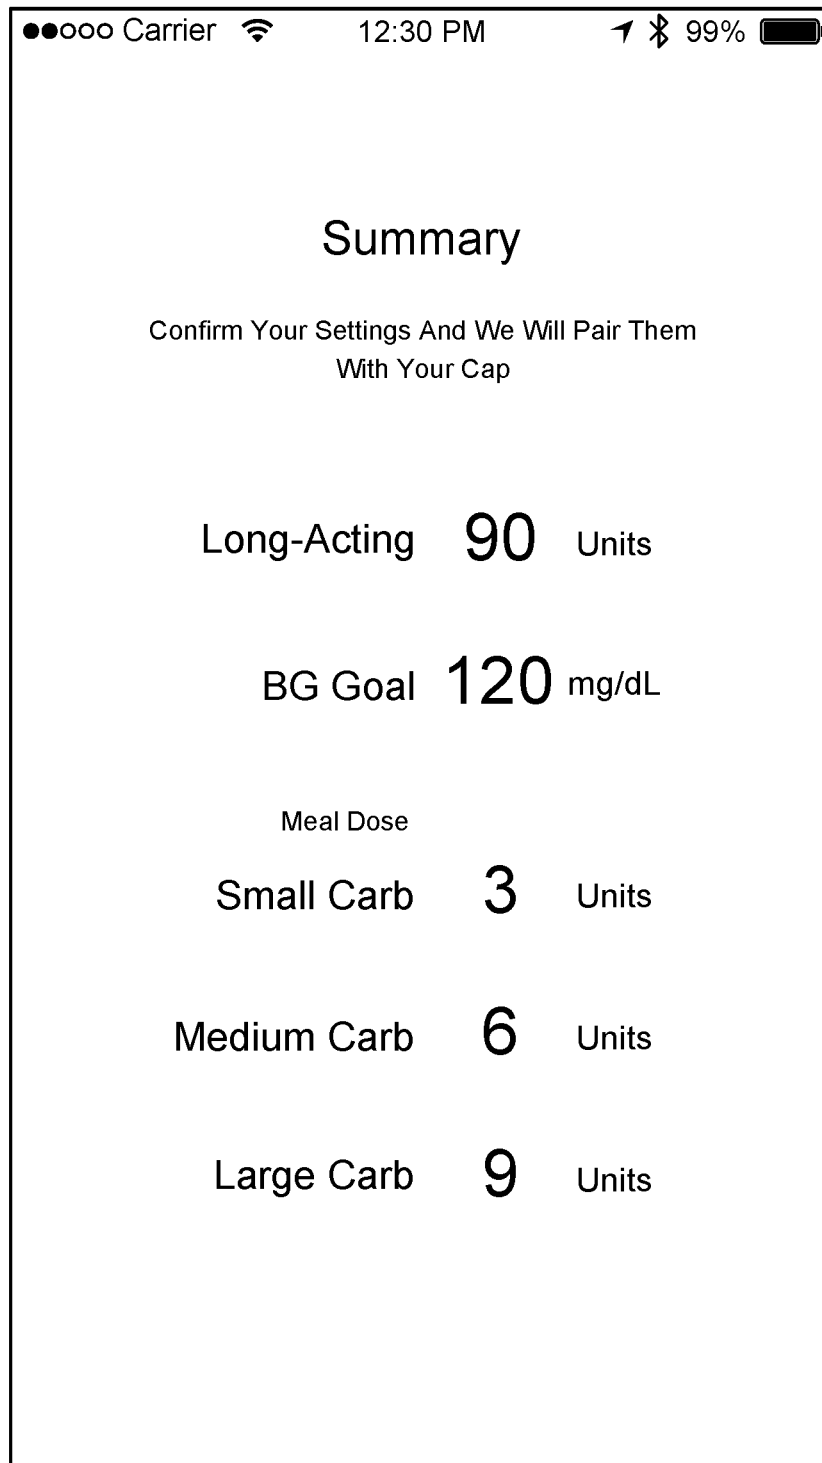 Carrier 12:30 PM 99%
Summary
Confirm Your Settings And We Will Pair Them
With Your Cap
Long-Acting 90 Units
BG Goal 120 mg/dL
Meal Dose
Small Carb 3 Units
Medium Carb 6 Units
Large Carb 9 Units